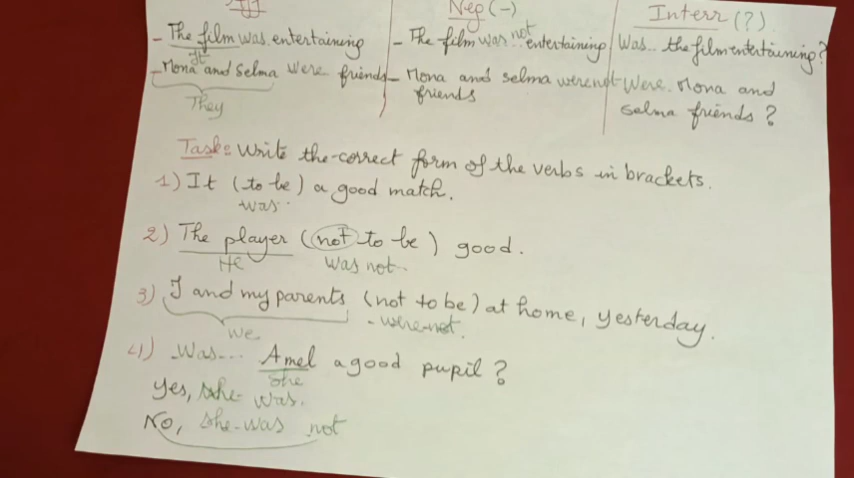 Aff
Neg (-)
Interr (?)
- The film was entertaining
It
- Mona and Selma were friends
They
- The film was not entertaining
- Mona and selma were not
friends
Was.. the film entertaining?
Were. Mona and
Selma friends?
Task: Write the correct form of the verbs in brackets.
1) It (to be) a good match.
was.
2) The player (not to be) good.
He was not.
3) I and my parents (not to be) at home, yesterday.
We were not.
4) Was... Amel a good pupil?
she
Yes, she was.
No, she was not